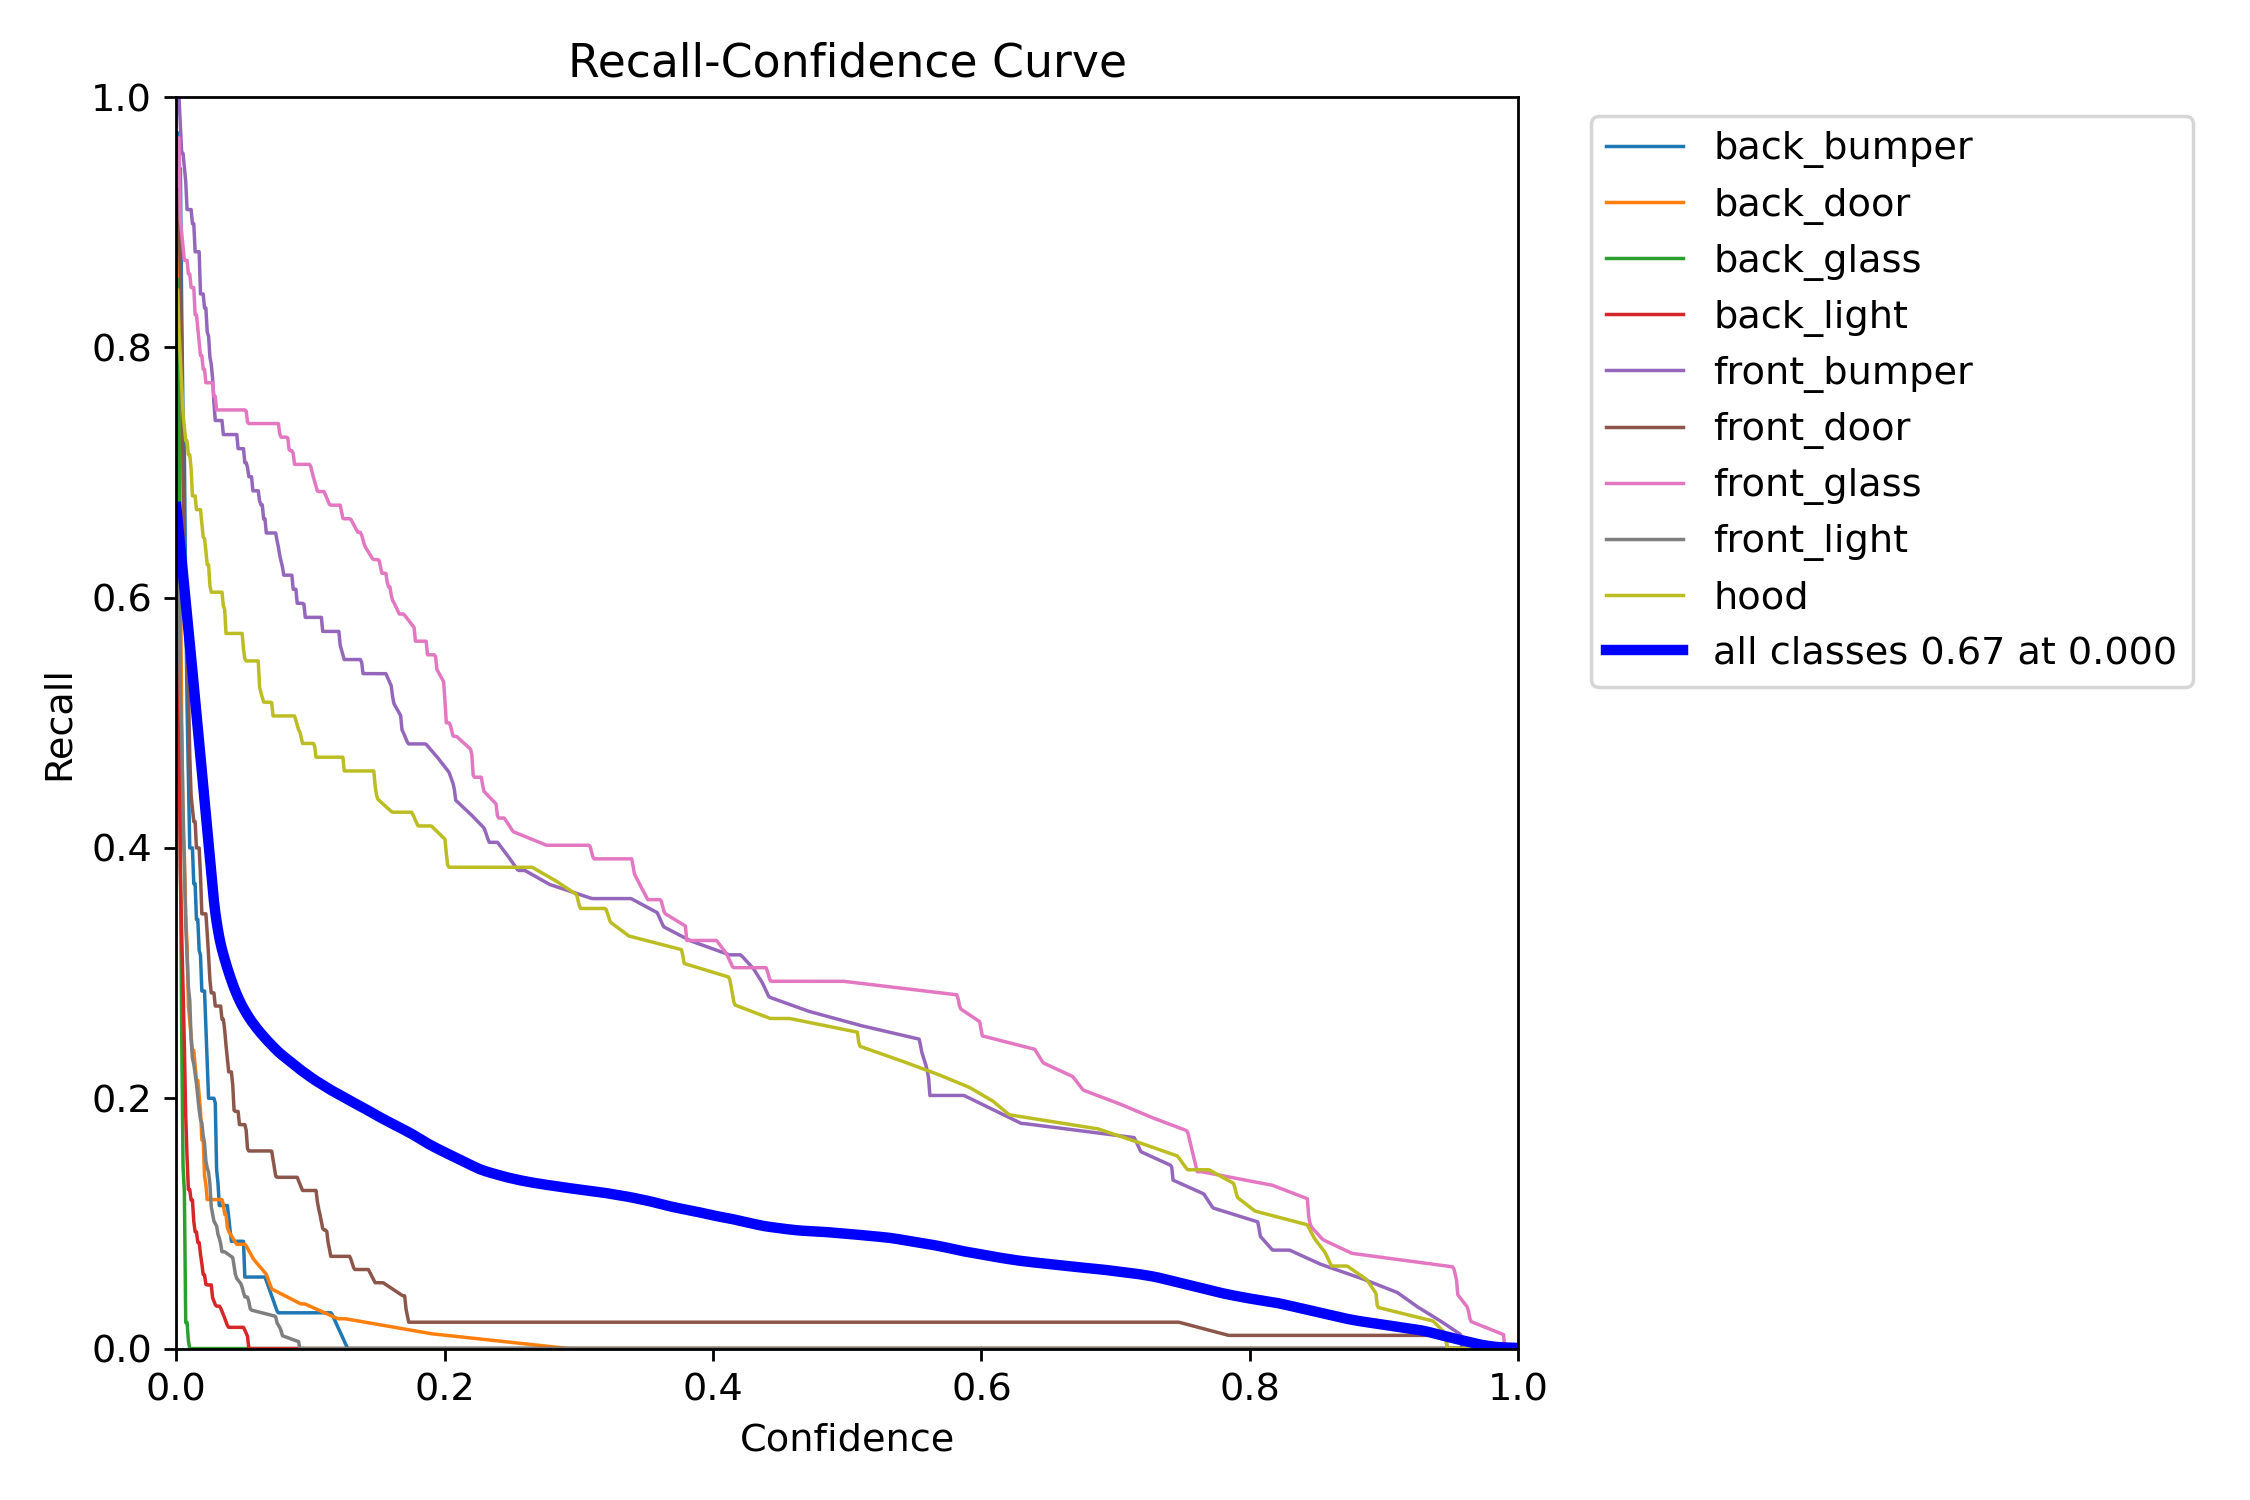 Recall-Confidence Curve
1.0
0.8
0.6
0.4
0.2
0.0
Recall
0.0 0.2 0.4 0.6 0.8 1.0
Confidence
back_bumper
back_door
back_glass
back_light
front_bumper
front_door
front_glass
front_light
hood
all classes 0.67 at 0.000